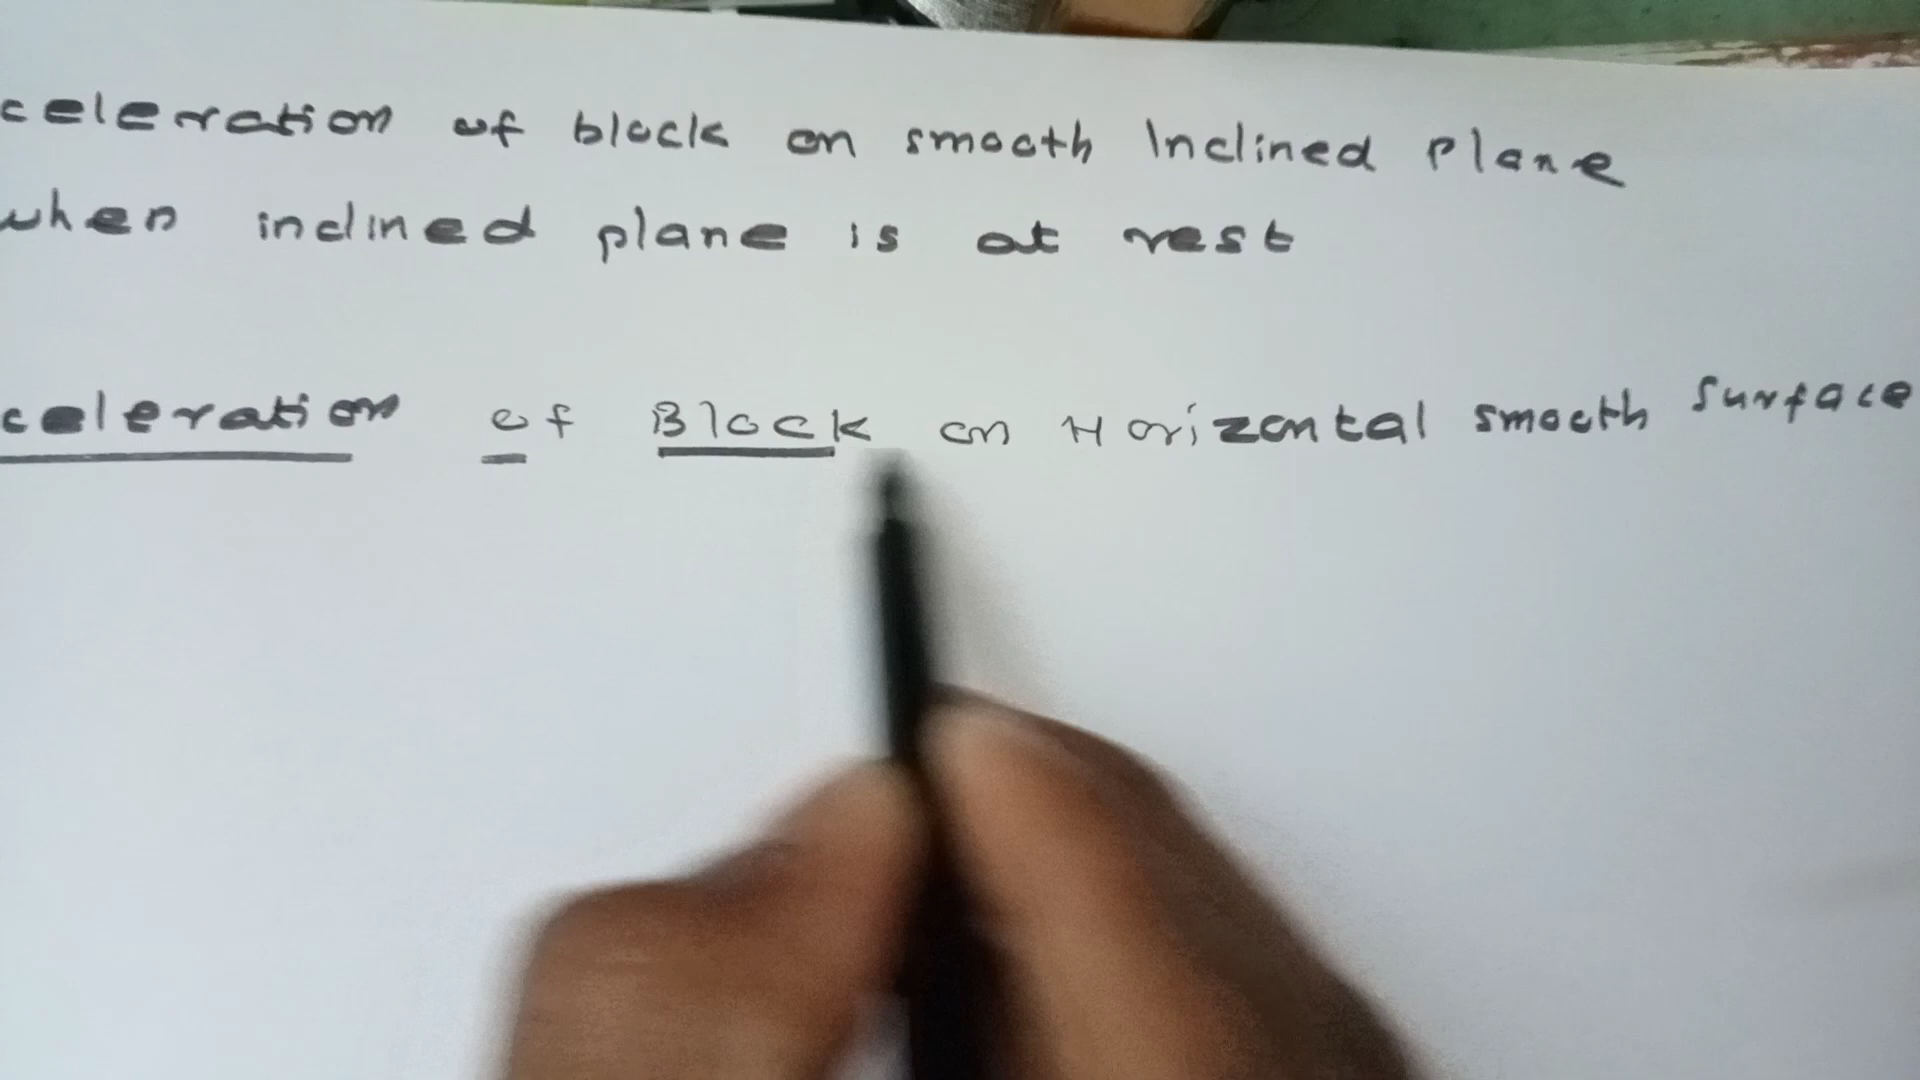 celeration of block on smooth Inclined Plane
when inclined plane is at rest
celeration of Block on Horizontal smooth Surface